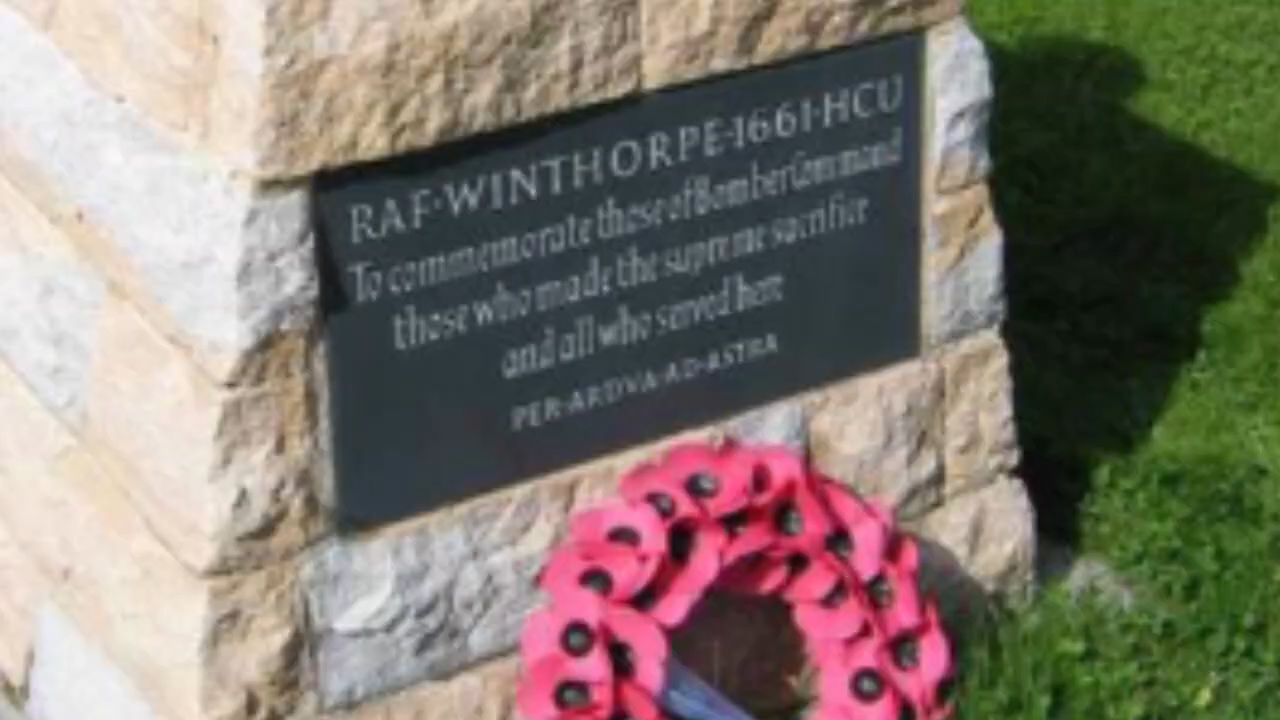 RAF·WINTHORPE·1661·HCU
To commemorate those of Bomber Command
those who made the supreme sacrifice
and all who served here
PER·ARDVA·AD·ASTRA